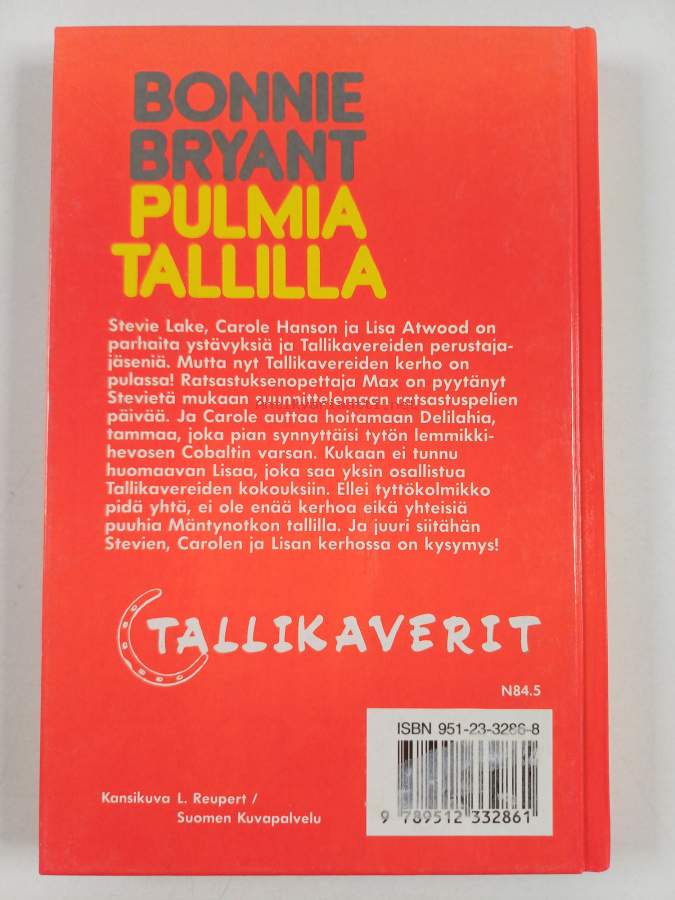 BONNIE
BRYANT
PULMIA
TALLILLA
Stevie Lake, Carole Hanson ja Lisa Atwood on
parhaita ystävyksiä ja Tallikavereiden perustaja-
jäseniä. Mutta nyt Tallikavereiden kerho on
pulassa! Ratsastuksenopettaja Max on pyytänyt
Stevietä mukaan suunnittelemaan ratsastuspelien
päivää. Ja Carole auttaa hoitamaan Delilahia,
tammaa, joka pian synnyttäisi tytön lemmikki-
hevosen Cobaltin varsan. Kukaan ei tunnu
huomaavan Lisaa, joka saa yksin osallistua
Tallikavereiden kokouksiin. Ellei tyttökolmikko
pidä yhtä, ei ole enää kerhoa eikä yhteisiä
puuhia Mäntynotkon tallilla. Ja juuri siitähän
Stevien, Carolen ja Lisan kerhossa on kysymys!
TALLIKAVERIT
N84.5
ISBN 951-23-3286-8
9 789512 332861
Kansikuva L. Reupert /
Suomen Kuvapalvelu